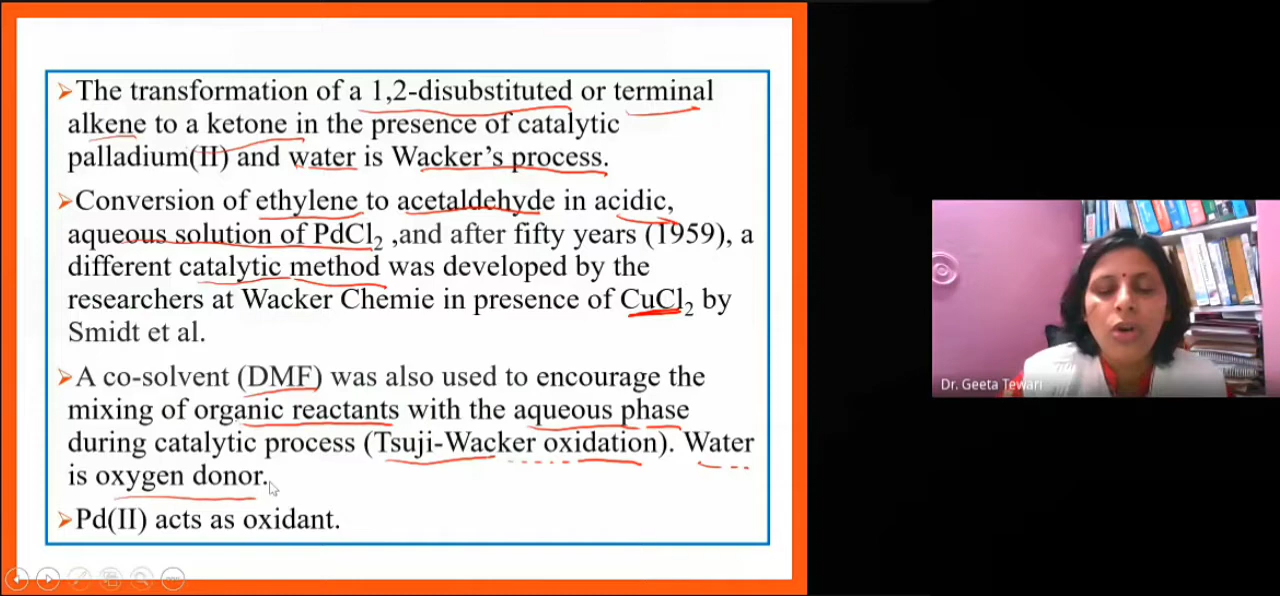 ➢The transformation of a 1,2-disubstituted or terminal
alkene to a ketone in the presence of catalytic
palladium(II) and water is Wacker's process.
➢Conversion of ethylene to acetaldehyde in acidic,
aqueous solution of PdCl₂ ,and after fifty years (1959), a
different catalytic method was developed by the
researchers at Wacker Chemie in presence of CuCl₂ by
Smidt et al.
➢A co-solvent (DMF) was also used to encourage the
mixing of organic reactants with the aqueous phase
during catalytic process (Tsuji-Wacker oxidation). Water
is oxygen donor.
➢Pd(II) acts as oxidant.
Dr. Geeta Tewari